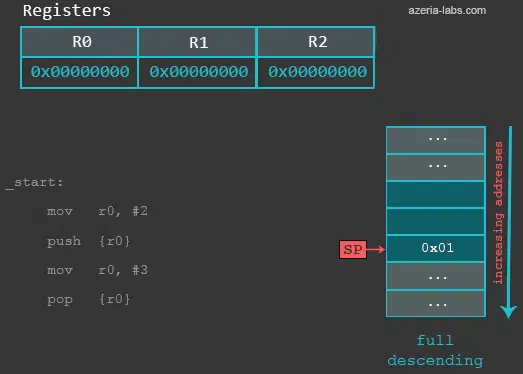 Registers
azeria-labs.com
R0 R1 R2
0x00000000 0x00000000 0x00000000
...
...
_start:
mov r0, #2
push {r0}
mov r0, #3
pop {r0}
SP
0x01
...
...
increasing addresses
full
descending